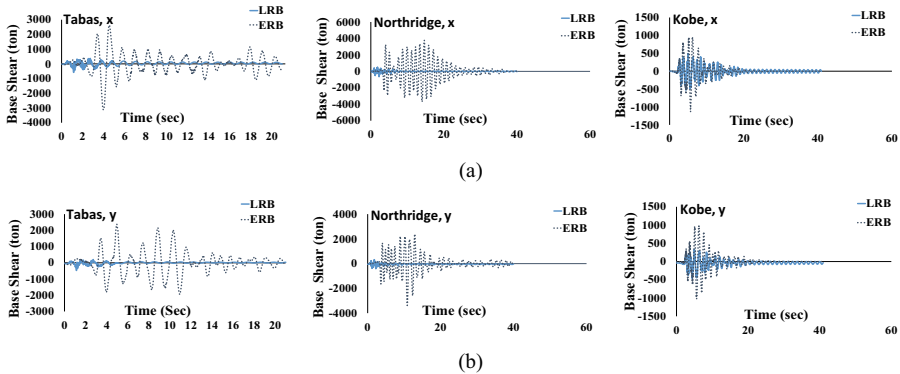 Tabas, x
LRB
ERB
Base Shear (ton)
3000
2000
1000
0
-1000
-2000
-3000
-4000
Time (sec)
0 2 4 6 8 10 12 14 16 18 20
Northridge, x
LRB
ERB
Base Shear (ton)
6000
3000
0
-3000
-6000
Time (sec)
0 20 40 60
Kobe, x
LRB
ERB
Base Shear (ton)
1500
1000
500
0
-500
-1000
-1500
Time (sec)
0 20 40 60
(a)
Tabas, y
LRB
ERB
Base Shear (ton)
3000
2000
1000
0
-1000
-2000
-3000
Time (Sec)
0 2 4 6 8 10 12 14 16 18 20
Northridge, y
LRB
ERB
Base Shear (ton)
4000
2000
0
-2000
-4000
Time (sec)
0 20 40 60
Kobe, y
LRB
ERB
Base Shear (ton)
1500
1000
500
0
-500
-1000
-1500
Time (sec)
0 20 40 60
(b)